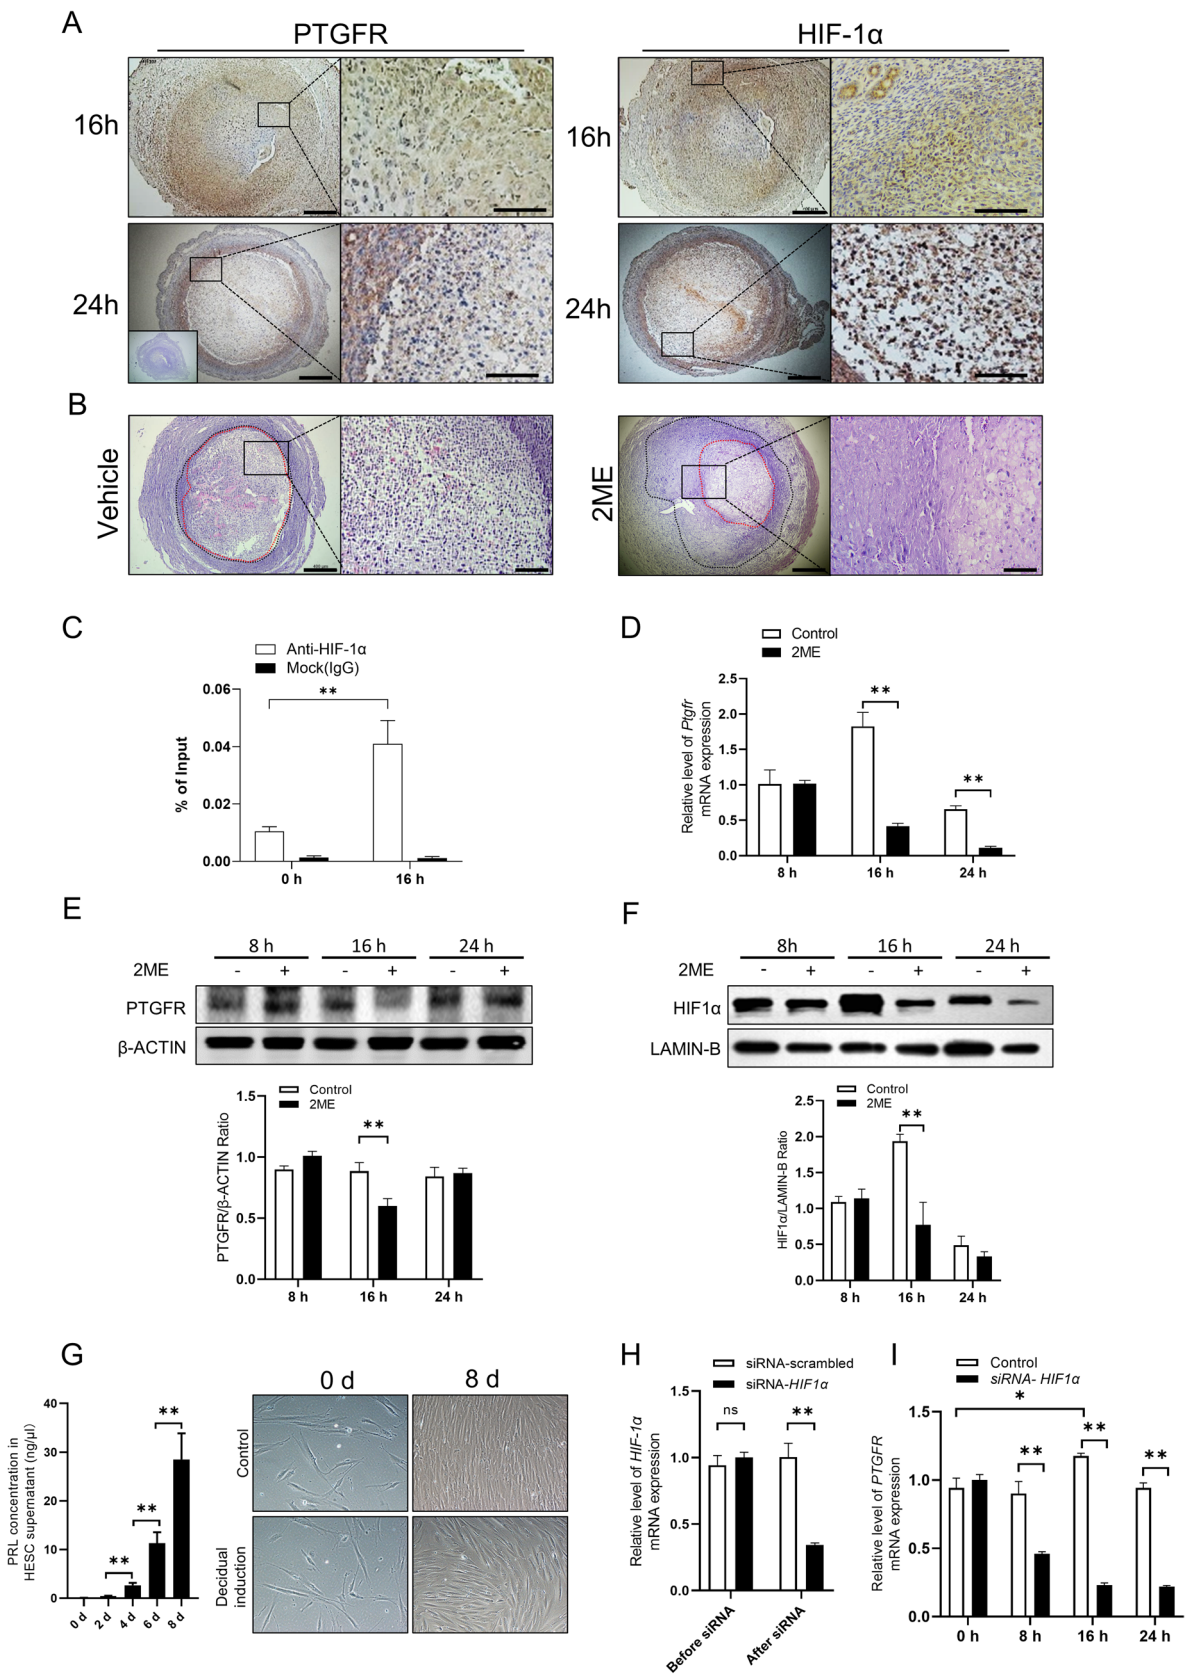 A
PTGFR
HIF-1α
16h
16h
24h
24h
B
Vehicle
2ME
C
Anti-HIF-1α
Mock(IgG)
**
0.06
0.04
0.02
0.00
% of Input
0 h
16 h
D
Control
2ME
2.5
2.0
1.5
1.0
0.5
0.0
Relative level of Ptgfr
mRNA expression
**
**
8 h
16 h
24 h
E
8 h
16 h
24 h
2ME
- + - + - +
PTGFR
β-ACTIN
Control
2ME
1.5
1.0
0.5
0.0
PTGFR/β-ACTIN Ratio
**
8 h
16 h
24 h
F
8h
16 h
24 h
2ME
- + - + - +
HIF1α
LAMIN-B
Control
2ME
2.5
2.0
1.5
1.0
0.5
0.0
HIF1α/LAMIN-B Ratio
**
8 h
16 h
24 h
G
40
30
20
10
0
PRL concentration in
HESC supernatant (ng/μl)
**
**
**
0 d
2 d
4 d
6 d
8 d
0 d
8 d
Control
Decidual
induction
H
siRNA-scrambled
siRNA-HIF1α
1.5
1.0
0.5
0.0
Relative level of HIF-1α
mRNA expression
ns
**
Before siRNA
After siRNA
I
Control
siRNA- HIF1α
1.5
1.0
0.5
0.0
Relative level of PTGFR
mRNA expression
*
**
**
**
0 h
8 h
16 h
24 h